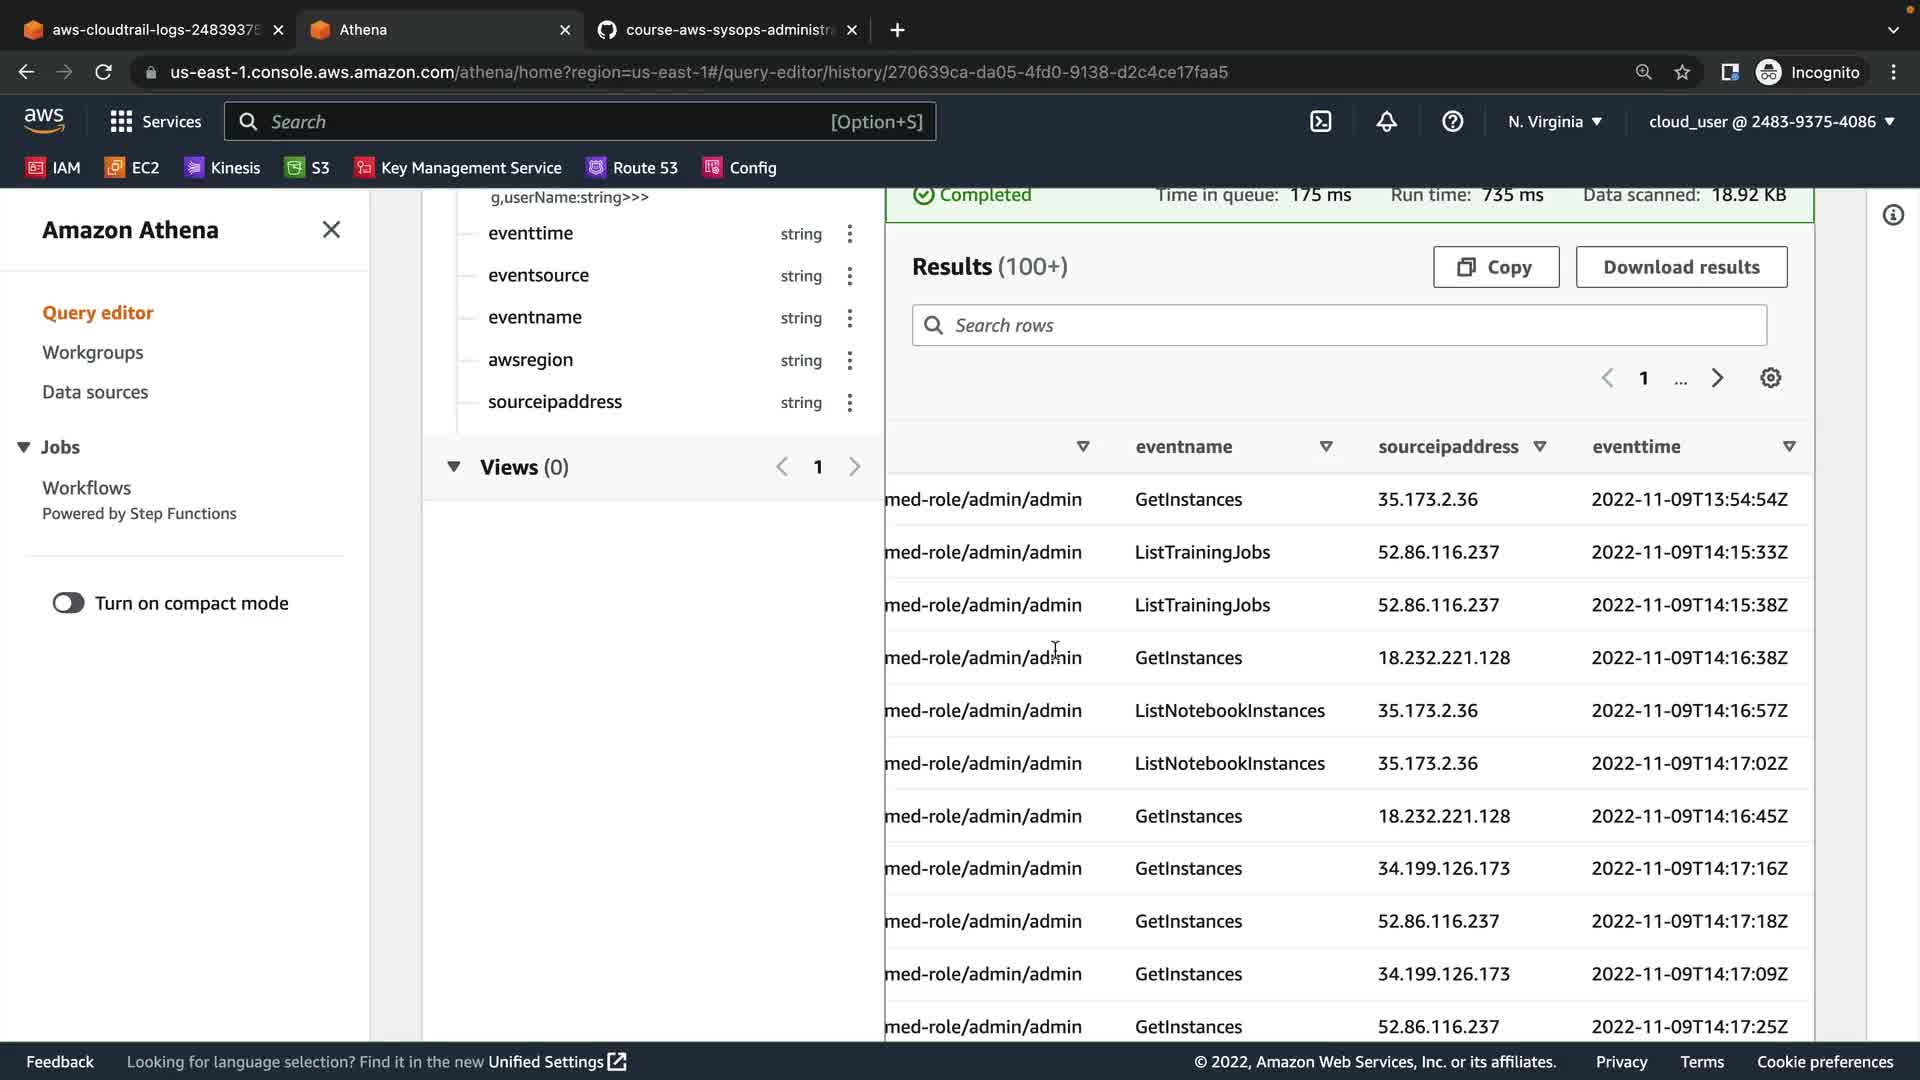 aws-cloudtrail-logs-24839375
Athena
course-aws-sysops-administra
us-east-1.console.aws.amazon.com/athena/home?region=us-east-1#/query-editor/history/270639ca-da05-4fd0-9138-d2c4ce17faa5
Incognito
aws
Services
Search
[Option+S]
N. Virginia
cloud_user @ 2483-9375-4086
IAM
EC2
Kinesis
S3
Key Management Service
Route 53
Config
Amazon Athena
Query editor
Workgroups
Data sources
Jobs
Workflows
Powered by Step Functions
Turn on compact mode
g,userName:string>>>
eventtime string
eventsource string
eventname string
awsregion string
sourceipaddress string
Views (0) 1
Completed Time in queue: 175 ms Run time: 735 ms Data scanned: 18.92 KB
Results (100+)
Copy
Download results
Search rows
1 ...
eventname sourceipaddress eventtime
med-role/admin/admin GetInstances 35.173.2.36 2022-11-09T13:54:54Z
med-role/admin/admin ListTrainingJobs 52.86.116.237 2022-11-09T14:15:33Z
med-role/admin/admin ListTrainingJobs 52.86.116.237 2022-11-09T14:15:38Z
med-role/admin/admin GetInstances 18.232.221.128 2022-11-09T14:16:38Z
med-role/admin/admin ListNotebookInstances 35.173.2.36 2022-11-09T14:16:57Z
med-role/admin/admin ListNotebookInstances 35.173.2.36 2022-11-09T14:17:02Z
med-role/admin/admin GetInstances 18.232.221.128 2022-11-09T14:16:45Z
med-role/admin/admin GetInstances 34.199.126.173 2022-11-09T14:17:16Z
med-role/admin/admin GetInstances 52.86.116.237 2022-11-09T14:17:18Z
med-role/admin/admin GetInstances 34.199.126.173 2022-11-09T14:17:09Z
med-role/admin/admin GetInstances 52.86.116.237 2022-11-09T14:17:25Z
Feedback
Looking for language selection? Find it in the new Unified Settings
© 2022, Amazon Web Services, Inc. or its affiliates.
Privacy
Terms
Cookie preferences